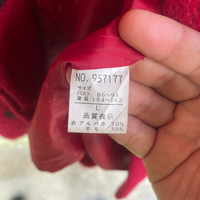 NO. 957177
サイズ
バスト 86~94
身長 154~162
L
品質表示
表 アルパカ 70%
毛 30%